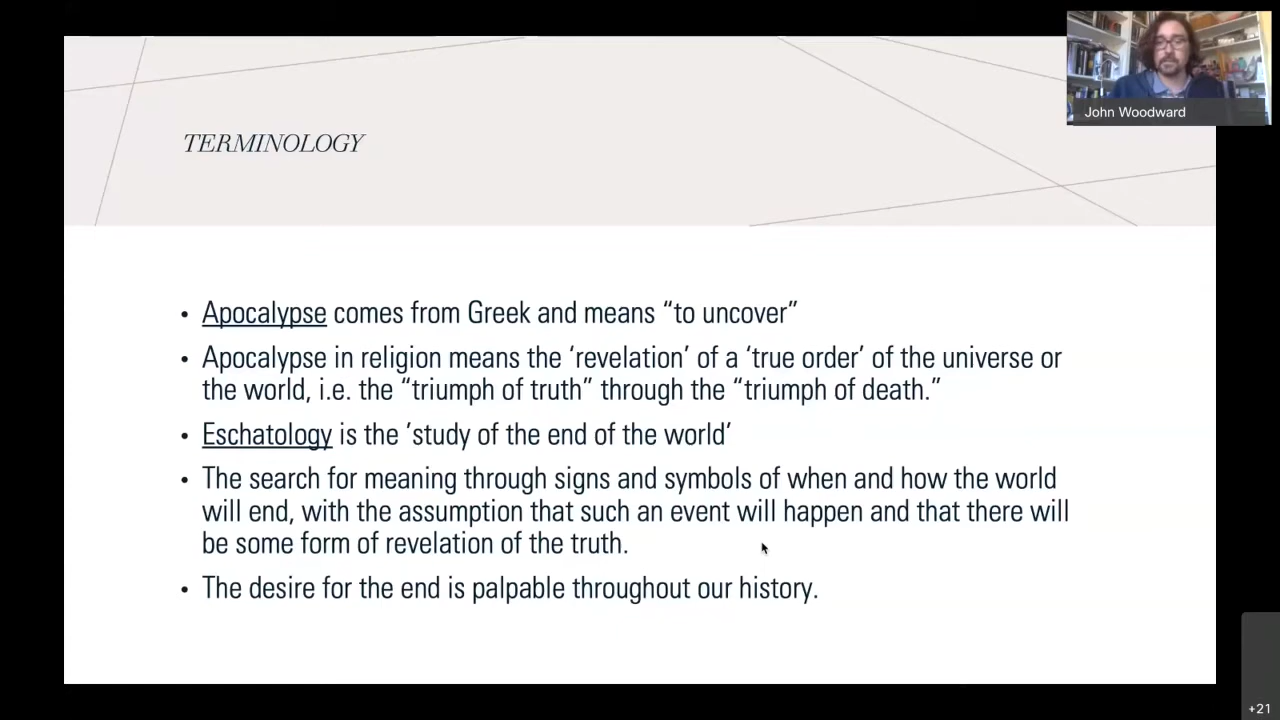 John Woodward
TERMINOLOGY
• Apocalypse comes from Greek and means “to uncover”
• Apocalypse in religion means the ‘revelation’ of a ‘true order’ of the universe or
the world, i.e. the “triumph of truth” through the “triumph of death.”
• Eschatology is the ’study of the end of the world’
• The search for meaning through signs and symbols of when and how the world
will end, with the assumption that such an event will happen and that there will
be some form of revelation of the truth.
• The desire for the end is palpable throughout our history.
+21